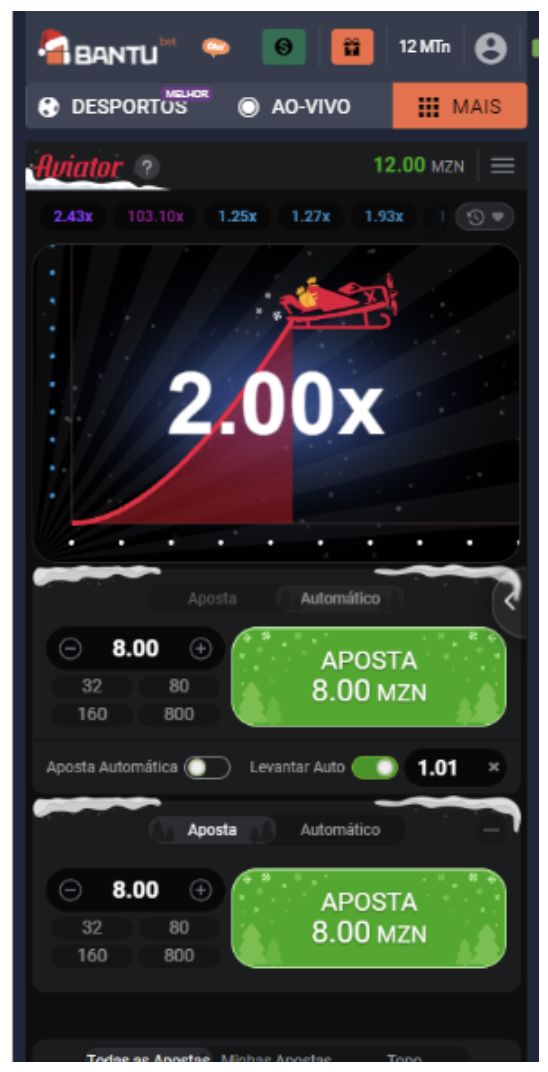 BANTU bet
12 MTn
DESPORTOS MELHOR
AO-VIVO
MAIS
Aviator ?
12.00 MZN
2.43x 103.10x 1.25x 1.27x 1.93x
2.00x
Aposta Automático
8.00
32 80
160 800
APOSTA
8.00 MZN
Aposta Automática Levantar Auto 1.01
Aposta Automático
8.00
32 80
160 800
APOSTA
8.00 MZN
Todas as Apostas Minhas Apostas Topo